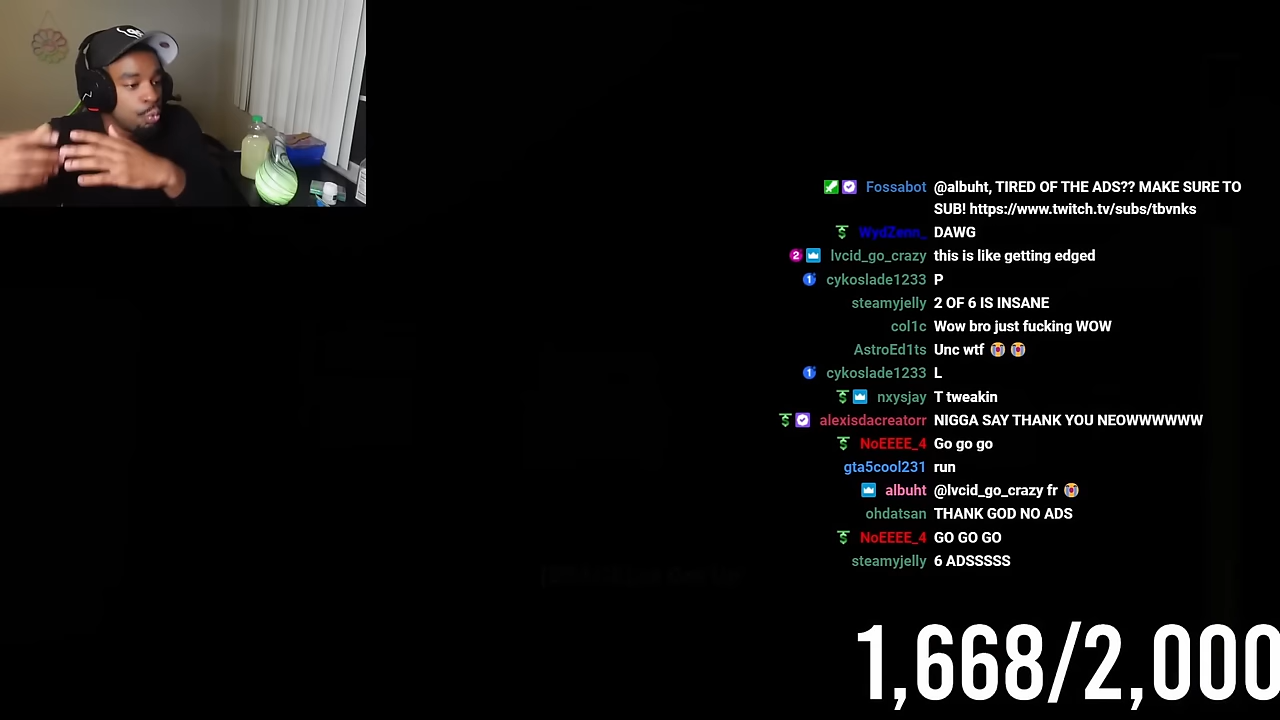 Fossabot @albuht, TIRED OF THE ADS?? MAKE SURE TO
SUB! https://www.twitch.tv/subs/tbvnks
WydZenn_ DAWG
2 lvcid_go_crazy this is like getting edged
1 cykoslade1233 P
steamyjelly 2 OF 6 IS INSANE
col1c Wow bro just fucking WOW
AstroEd1ts Unc wtf 😭 😭
1 cykoslade1233 L
nxysjay T tweakin
alexisdacreatorr NIGGA SAY THANK YOU NEOWWWWWW
NoEEEE_4 Go go go
gta5cool231 run
albuht @lvcid_go_crazy fr 😭
ohdatsan THANK GOD NO ADS
NoEEEE_4 GO GO GO
steamyjelly 6 ADSSSSS
1,668/2,000